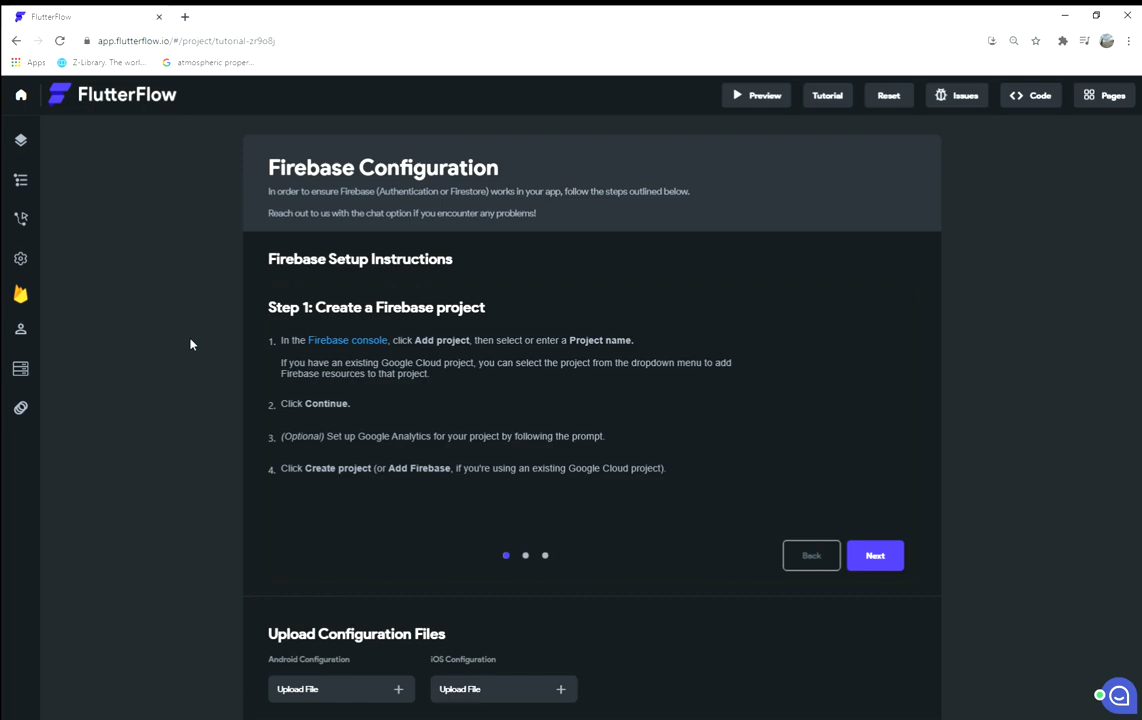 FlutterFlow
app.flutterflow.io/#/project/tutorial-zr9o8j
Apps
Z-Library. The worl...
atmospheric proper...
FlutterFlow
Preview
Tutorial
Reset
Issues
Code
Pages
Firebase Configuration
In order to ensure Firebase (Authentication or Firestore) works in your app, follow the steps outlined below.
Reach out to us with the chat option if you encounter any problems!
Firebase Setup Instructions
Step 1: Create a Firebase project
1. In the Firebase console, click Add project, then select or enter a Project name.
If you have an existing Google Cloud project, you can select the project from the dropdown menu to add
Firebase resources to that project.
2. Click Continue.
3. (Optional) Set up Google Analytics for your project by following the prompt.
4. Click Create project (or Add Firebase, if you're using an existing Google Cloud project).
Back
Next
Upload Configuration Files
Android Configuration
iOS Configuration
Upload File +
Upload File +